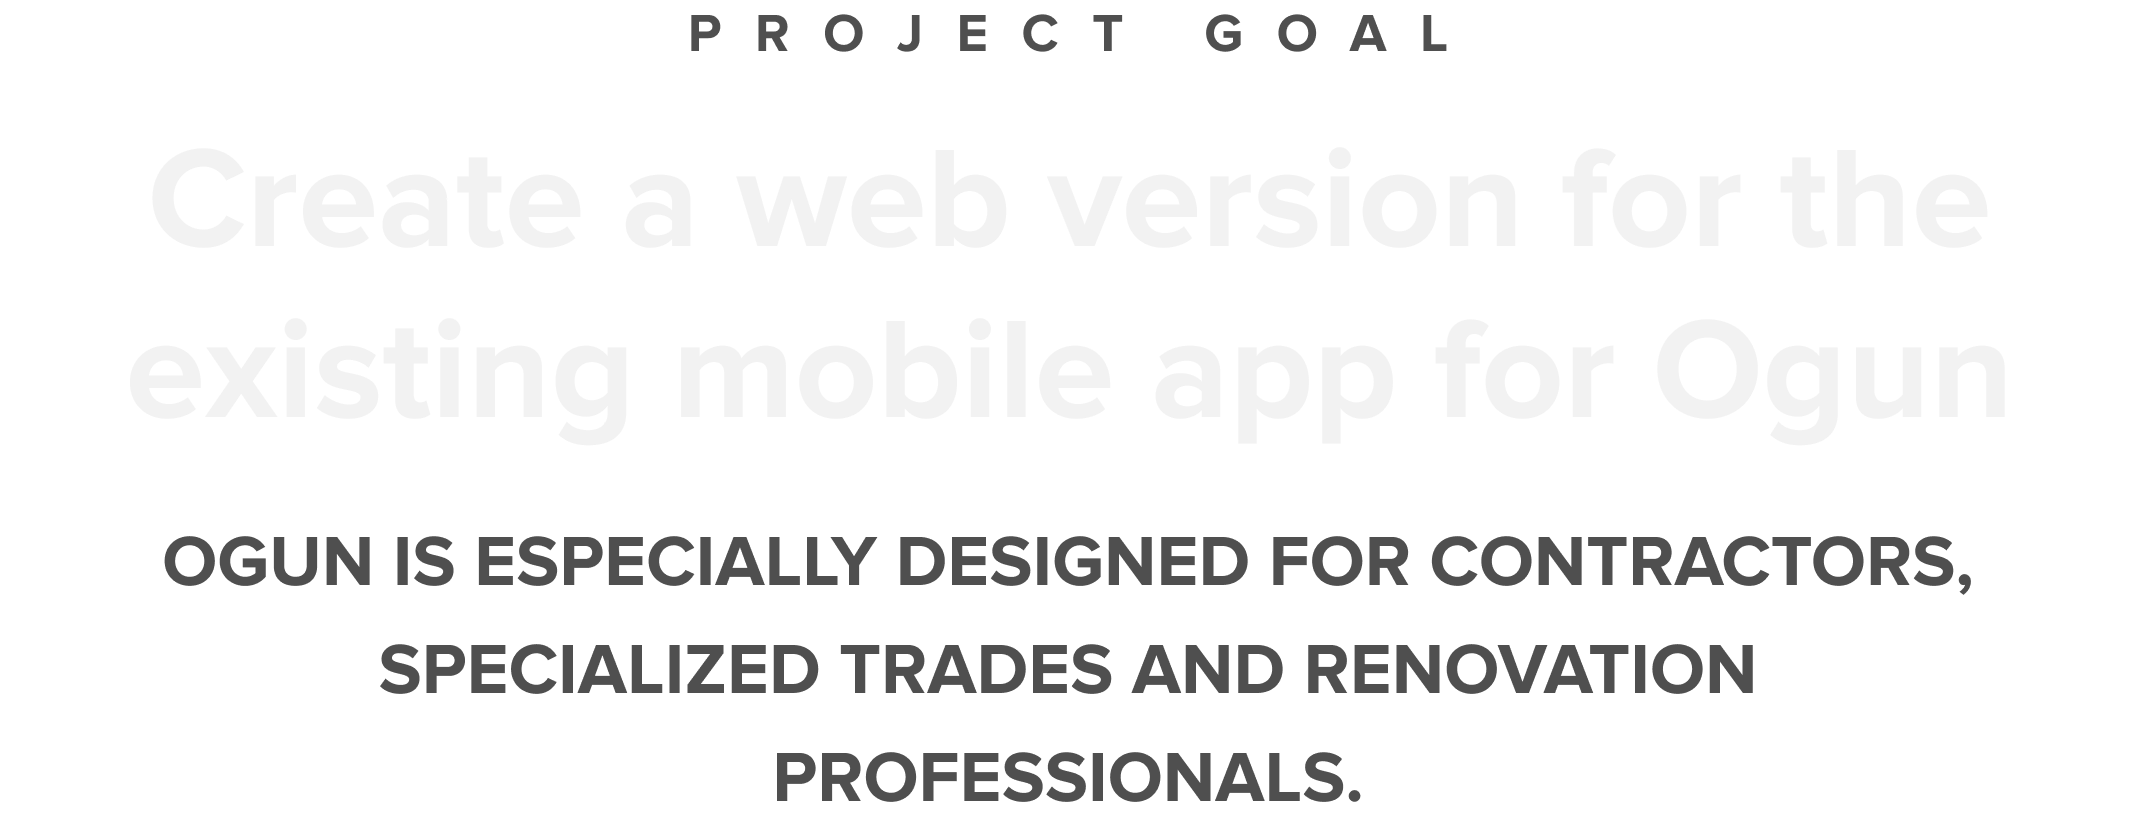 PROJECT GOAL
Create a web version for the
existing mobile app for Ogun
OGUN IS ESPECIALLY DESIGNED FOR CONTRACTORS,
SPECIALIZED TRADES AND RENOVATION
PROFESSIONALS.